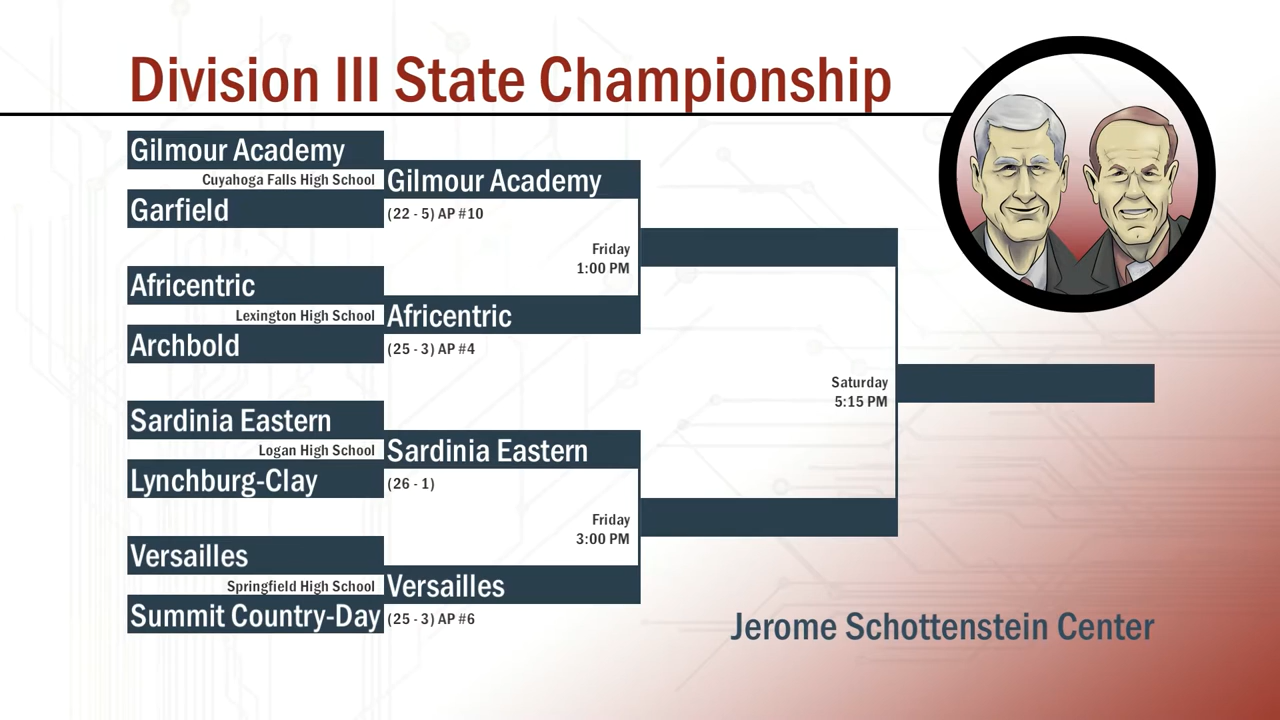 Division III State Championship
Gilmour Academy
Cuyahoga Falls High School
Garfield
Gilmour Academy
(22 - 5) AP #10
Friday
1:00 PM
Africentric
Lexington High School
Archbold
Africentric
(25 - 3) AP #4
Saturday
5:15 PM
Sardinia Eastern
Logan High School
Lynchburg-Clay
Sardinia Eastern
(26 - 1)
Friday
3:00 PM
Versailles
Springfield High School
Summit Country-Day
Versailles
(25 - 3) AP #6
Jerome Schottenstein Center